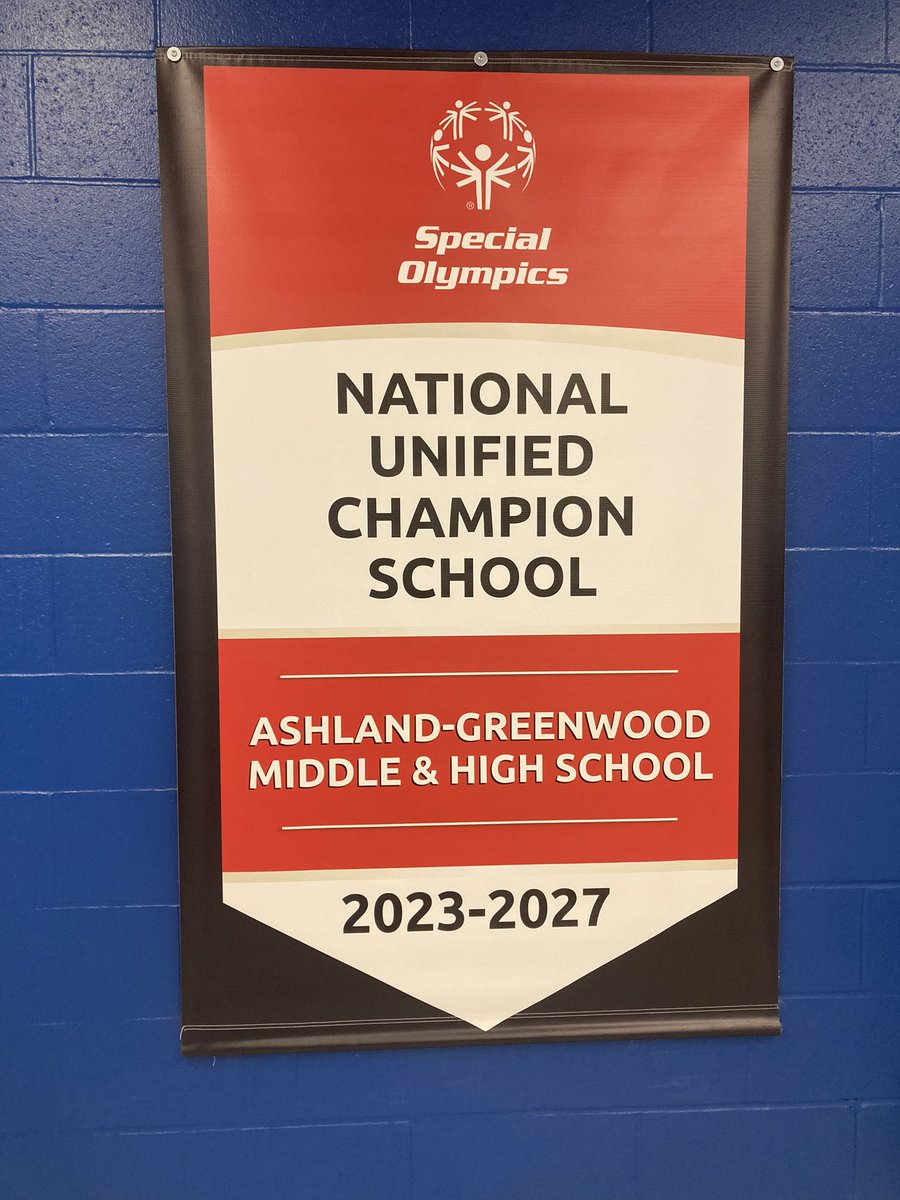 ®
Special
Olympics
NATIONAL
UNIFIED
CHAMPION
SCHOOL
ASHLAND-GREENWOOD
MIDDLE & HIGH SCHOOL
2023-2027